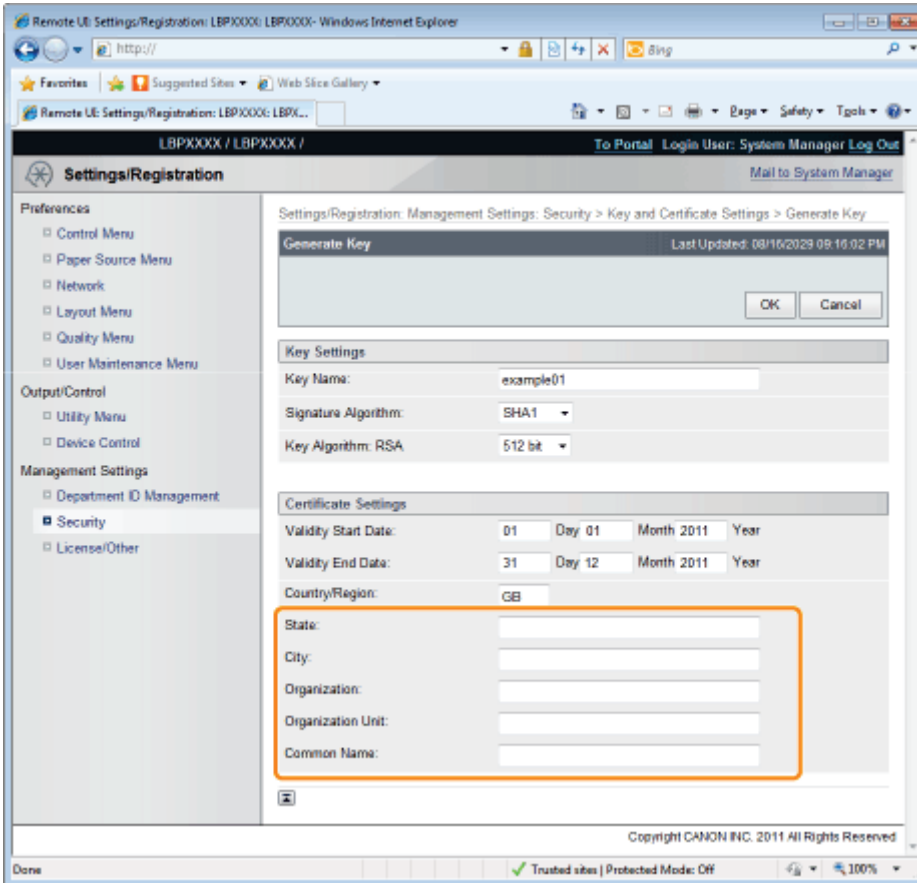 Remote UI: Settings/Registration: LBPXXXX: LBPXXXX- Windows Internet Explorer
http://
Bing
Favorites Suggested Sites Web Slice Gallery
Remote UI: Settings/Registration: LBPXXXX: LBPX... Page Safety Tools
LBPXXXX / LBPXXXX / To Portal Login User: System Manager Log Out
Settings/Registration Mail to System Manager
Preferences
Control Menu
Paper Source Menu
Network
Layout Menu
Quality Menu
User Maintenance Menu
Output/Control
Utility Menu
Device Control
Management Settings
Department ID Management
Security
License/Other
Settings/Registration: Management Settings: Security > Key and Certificate Settings > Generate Key
Generate Key Last Updated: 08/16/2029 09:16:02 PM
OK Cancel
Key Settings
Key Name: example01
Signature Algorithm: SHA1
Key Algorithm: RSA 512 bit
Certificate Settings
Validity Start Date: 01 Day 01 Month 2011 Year
Validity End Date: 31 Day 12 Month 2011 Year
Country/Region: GB
State:
City:
Organization:
Organization Unit:
Common Name:
Copyright CANON INC. 2011 All Rights Reserved
Done Trusted sites | Protected Mode: Off 100%